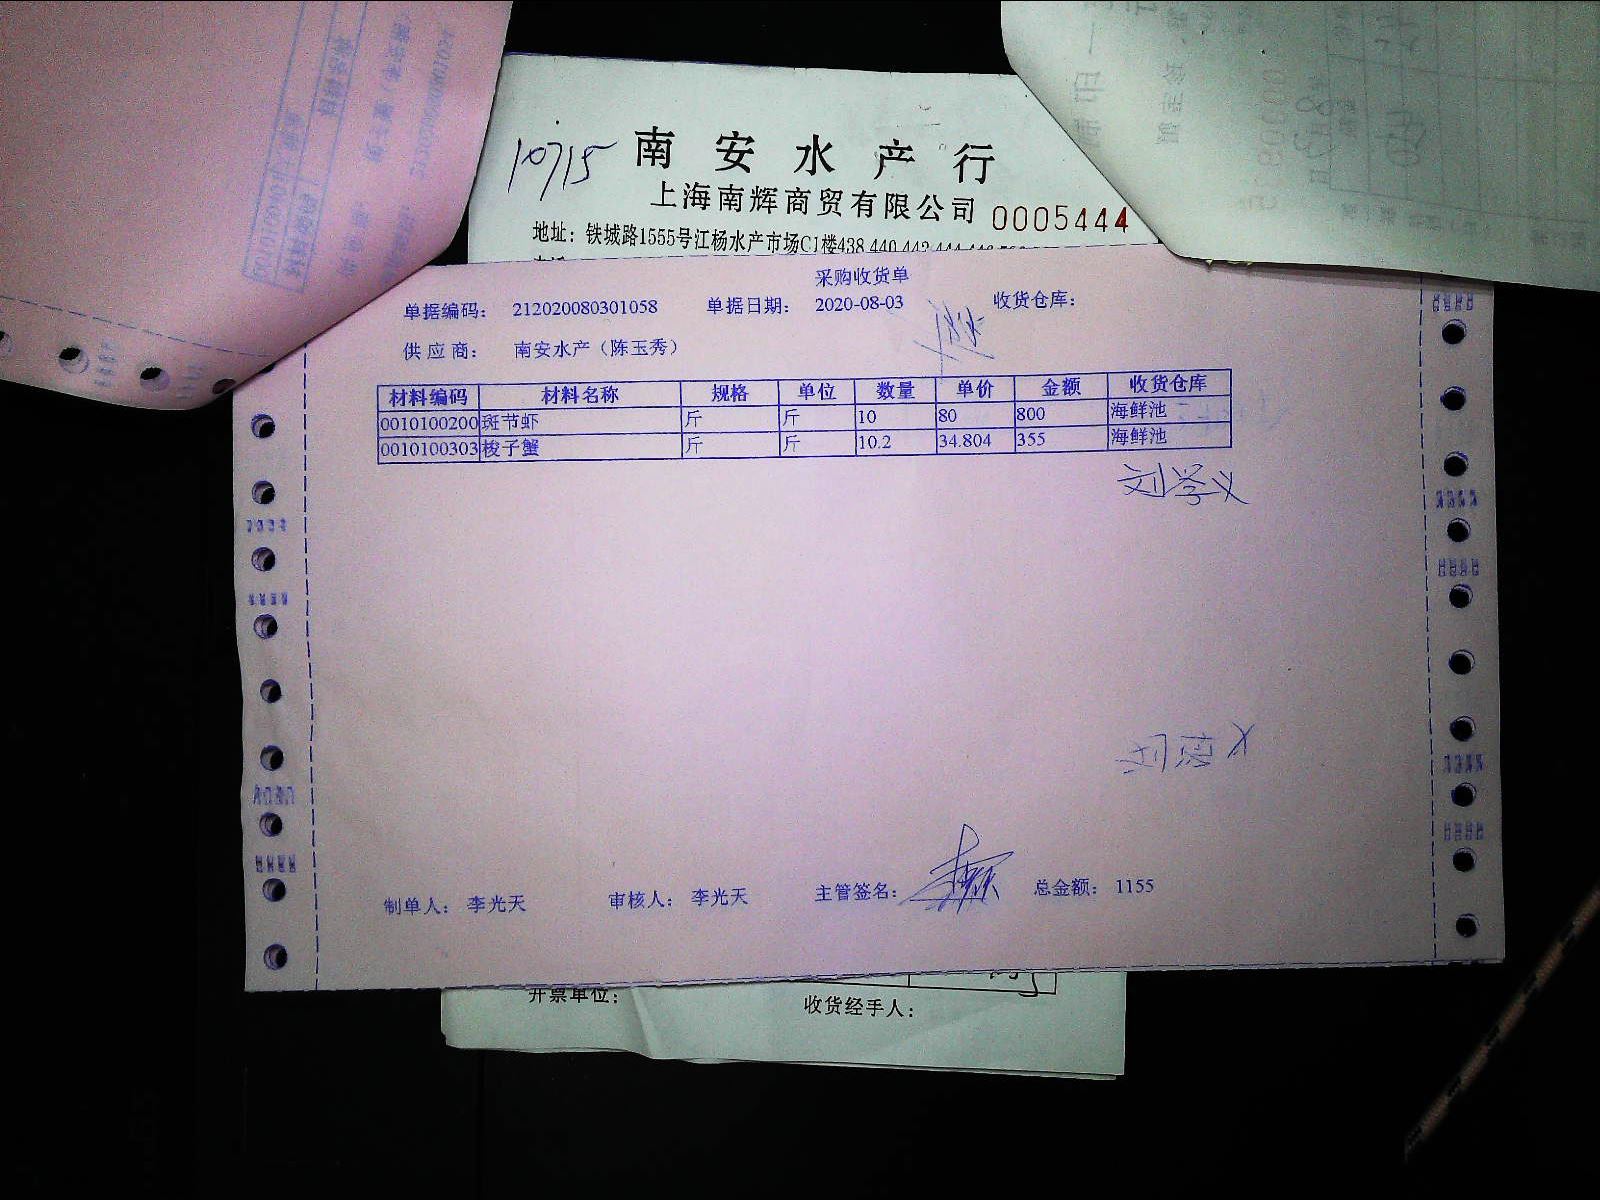 10715
南安水产行
上海南辉商贸有限公司 0005444
地址：铁城路1555号江杨水产市场C1楼438.440.442.444.446
采购收货单
单据编码： 212020080301058 单据日期： 2020-08-03 收货仓库：
供应商： 南安水产（陈玉秀）
材料编码 材料名称 规格 单位 数量 单价 金额 收货仓库
0010100200 斑节虾 斤 斤 10 80 800 海鲜池
0010100303 梭子蟹 斤 斤 10.2 34.804 355 海鲜池
刘学义
制单人： 李光天 审核人： 李光天 主管签名： 总金额： 1155
开票单位： 收货经手人：